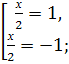 [ x/2 = 1,
x/2 = −1;